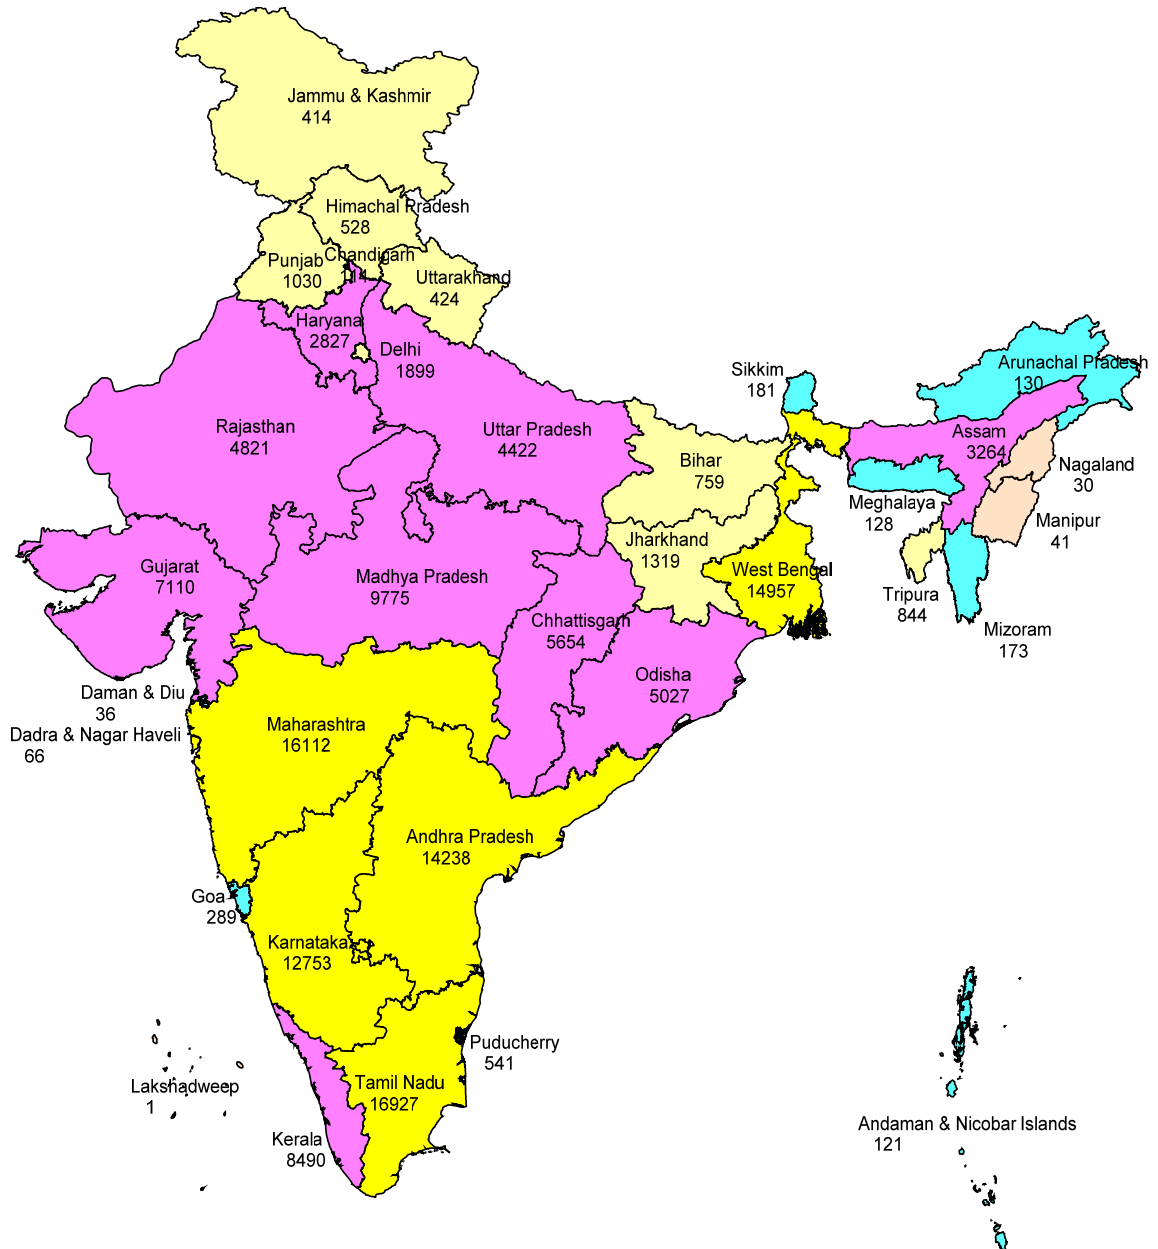 Jammu & Kashmir
414
Himachal Pradesh
528
Chandigarh
114
Punjab
1030
Uttarakhand
424
Haryana
2827
Delhi
1899
Arunachal Pradesh
130
Sikkim
181
Rajasthan
4821
Uttar Pradesh
4422
Assam
3264
Bihar
759
Nagaland
30
Meghalaya
128
Manipur
41
Jharkhand
1319
Gujarat
7110
Madhya Pradesh
9775
West Bengal
14957
Tripura
844
Chhattisgarh
5654
Mizoram
173
Odisha
5027
Daman & Diu
36
Dadra & Nagar Haveli
66
Maharashtra
16112
Andhra Pradesh
14238
Goa
289
Karnataka
12753
Puducherry
541
Lakshadweep
1
Tamil Nadu
16927
Kerala
8490
Andaman & Nicobar Islands
121